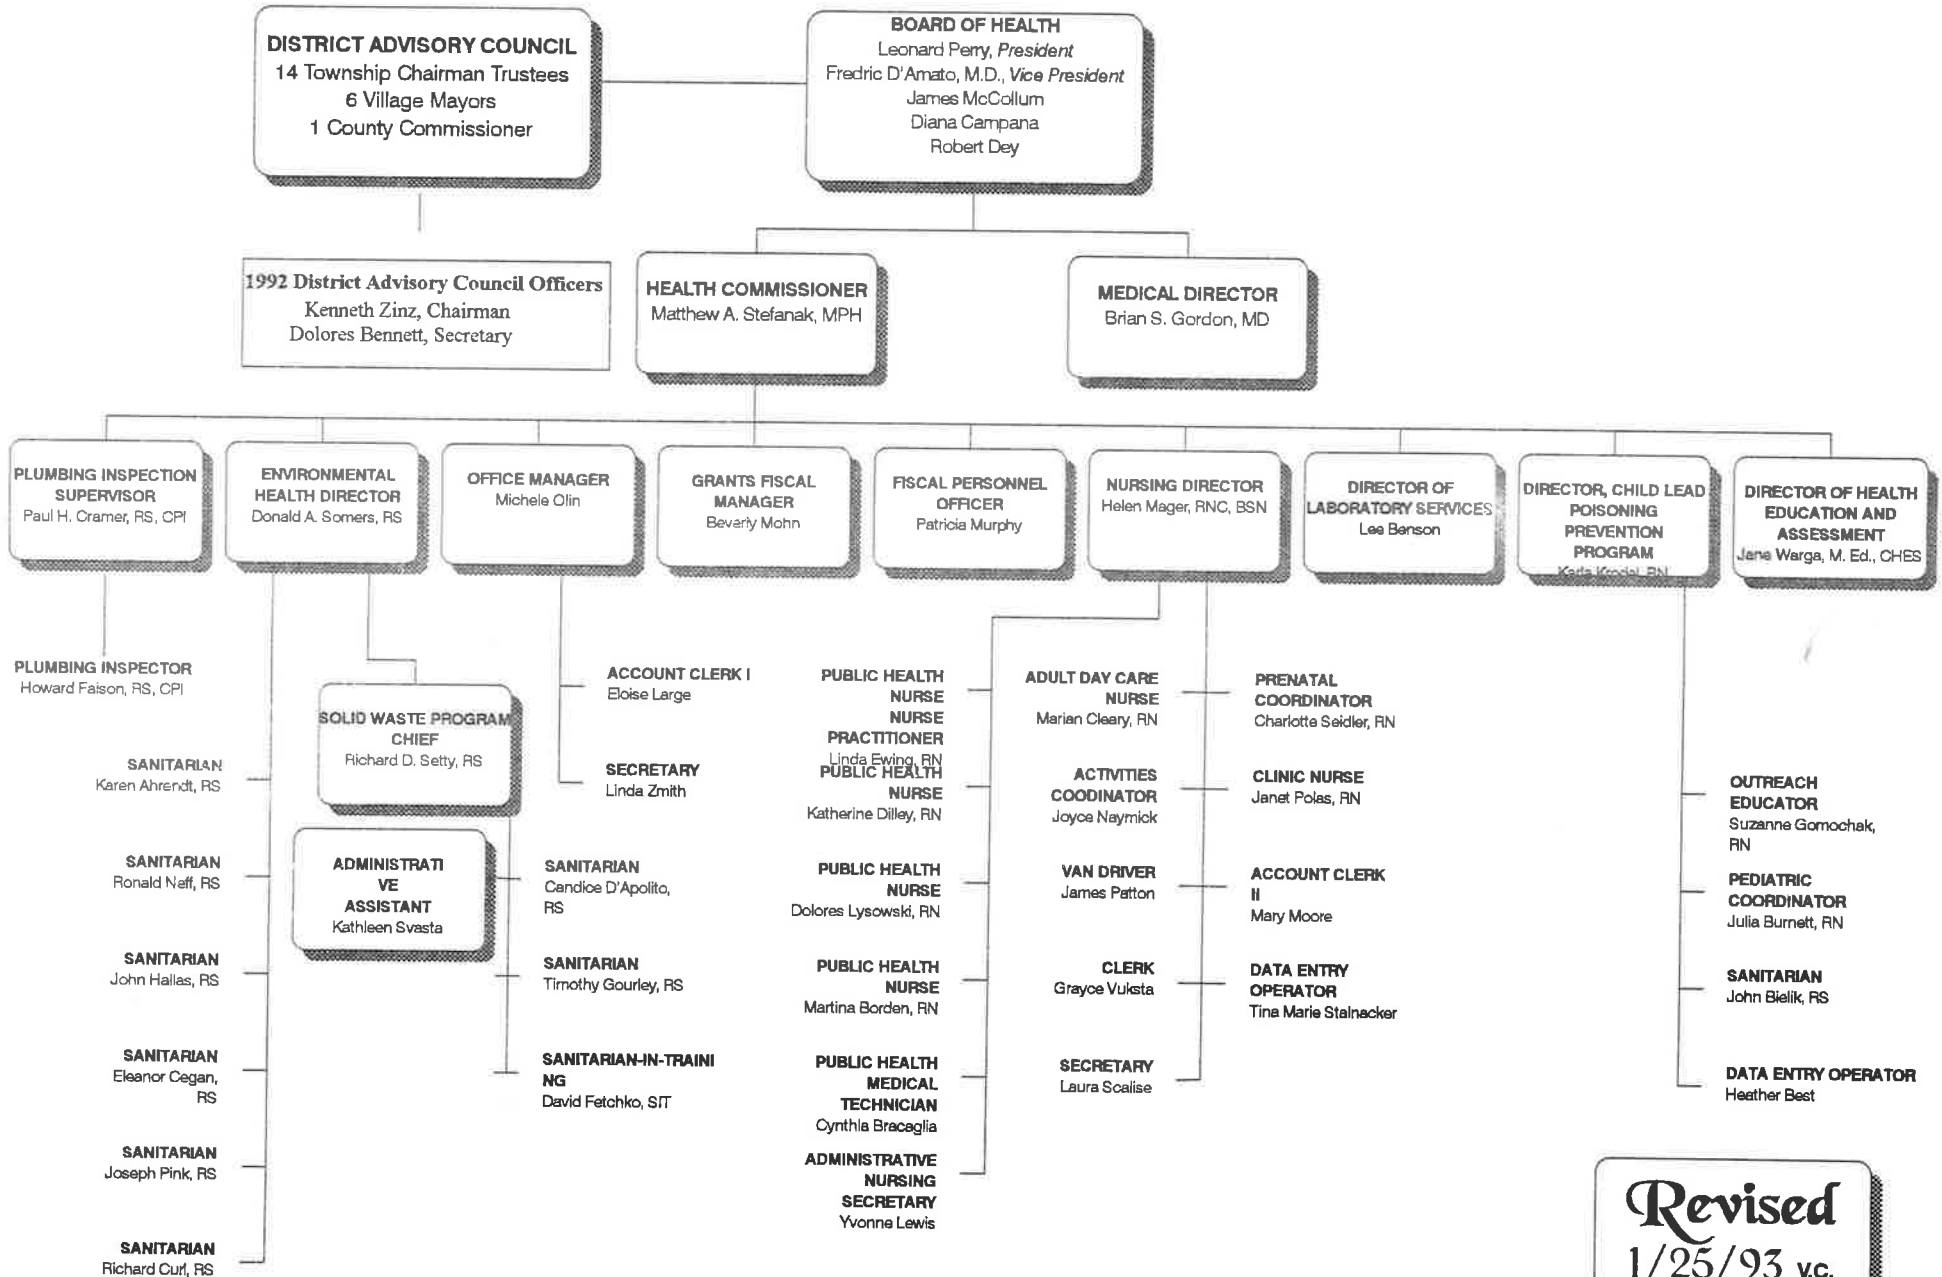 DISTRICT ADVISORY COUNCIL
14 Township Chairman Trustees
6 Village Mayors
1 County Commissioner
BOARD OF HEALTH
Leonard Perry, President
Fredric D'Amato, M.D., Vice President
James McCollum
Diana Campana
Robert Dey
1992 District Advisory Council Officers
Kenneth Zinz, Chairman
Dolores Bennett, Secretary
HEALTH COMMISSIONER
Matthew A. Stefanak, MPH
MEDICAL DIRECTOR
Brian S. Gordon, MD
PLUMBING INSPECTION
SUPERVISOR
Paul H. Cramer, RS, CPI
ENVIRONMENTAL
HEALTH DIRECTOR
Donald A. Somers, RS
OFFICE MANAGER
Michele Olin
GRANTS FISCAL
MANAGER
Beverly Mohn
FISCAL PERSONNEL
OFFICER
Patricia Murphy
NURSING DIRECTOR
Helen Mager, RNC, BSN
DIRECTOR OF
LABORATORY SERVICES
Lee Benson
DIRECTOR, CHILD LEAD
POISONING
PREVENTION
PROGRAM
Karla Krodel, RN
DIRECTOR OF HEALTH
EDUCATION AND
ASSESSMENT
Jane Warga, M. Ed., CHES
PLUMBING INSPECTOR
Howard Faison, RS, CPI
SANITARIAN
Karen Ahrendt, RS
SANITARIAN
Ronald Neff, RS
SANITARIAN
John Hallas, RS
SANITARIAN
Eleanor Cegan,
RS
SANITARIAN
Joseph Pink, RS
SANITARIAN
Richard Curl, RS
SOLID WASTE PROGRAM
CHIEF
Richard D. Setty, RS
ADMINISTRATI
VE
ASSISTANT
Kathleen Svasta
SANITARIAN
Candice D'Apolito,
RS
SANITARIAN
Timothy Gourley, RS
SANITARIAN-IN-TRAINI
NG
David Fetchko, SIT
ACCOUNT CLERK I
Eloise Large
SECRETARY
Linda Zmith
PUBLIC HEALTH
NURSE
NURSE
PRACTITIONER
Linda Ewing, RN
PUBLIC HEALTH
NURSE
Katherine Dilley, RN
PUBLIC HEALTH
NURSE
Dolores Lysowski, RN
PUBLIC HEALTH
NURSE
Martina Borden, RN
PUBLIC HEALTH
MEDICAL
TECHNICIAN
Cynthia Bracaglia
ADMINISTRATIVE
NURSING
SECRETARY
Yvonne Lewis
ADULT DAY CARE
NURSE
Marian Cleary, RN
ACTIVITIES
COODINATOR
Joyce Naymick
VAN DRIVER
James Patton
CLERK
Grayce Vuksta
SECRETARY
Laura Scalise
PRENATAL
COORDINATOR
Charlotte Seidler, RN
CLINIC NURSE
Janet Polas, RN
ACCOUNT CLERK
II
Mary Moore
DATA ENTRY
OPERATOR
Tina Marie Stalnacker
OUTREACH
EDUCATOR
Suzanne Gomochak,
RN
PEDIATRIC
COORDINATOR
Julia Burnett, RN
SANITARIAN
John Bielik, RS
DATA ENTRY OPERATOR
Heather Best
Revised
1/25/93 v.c.